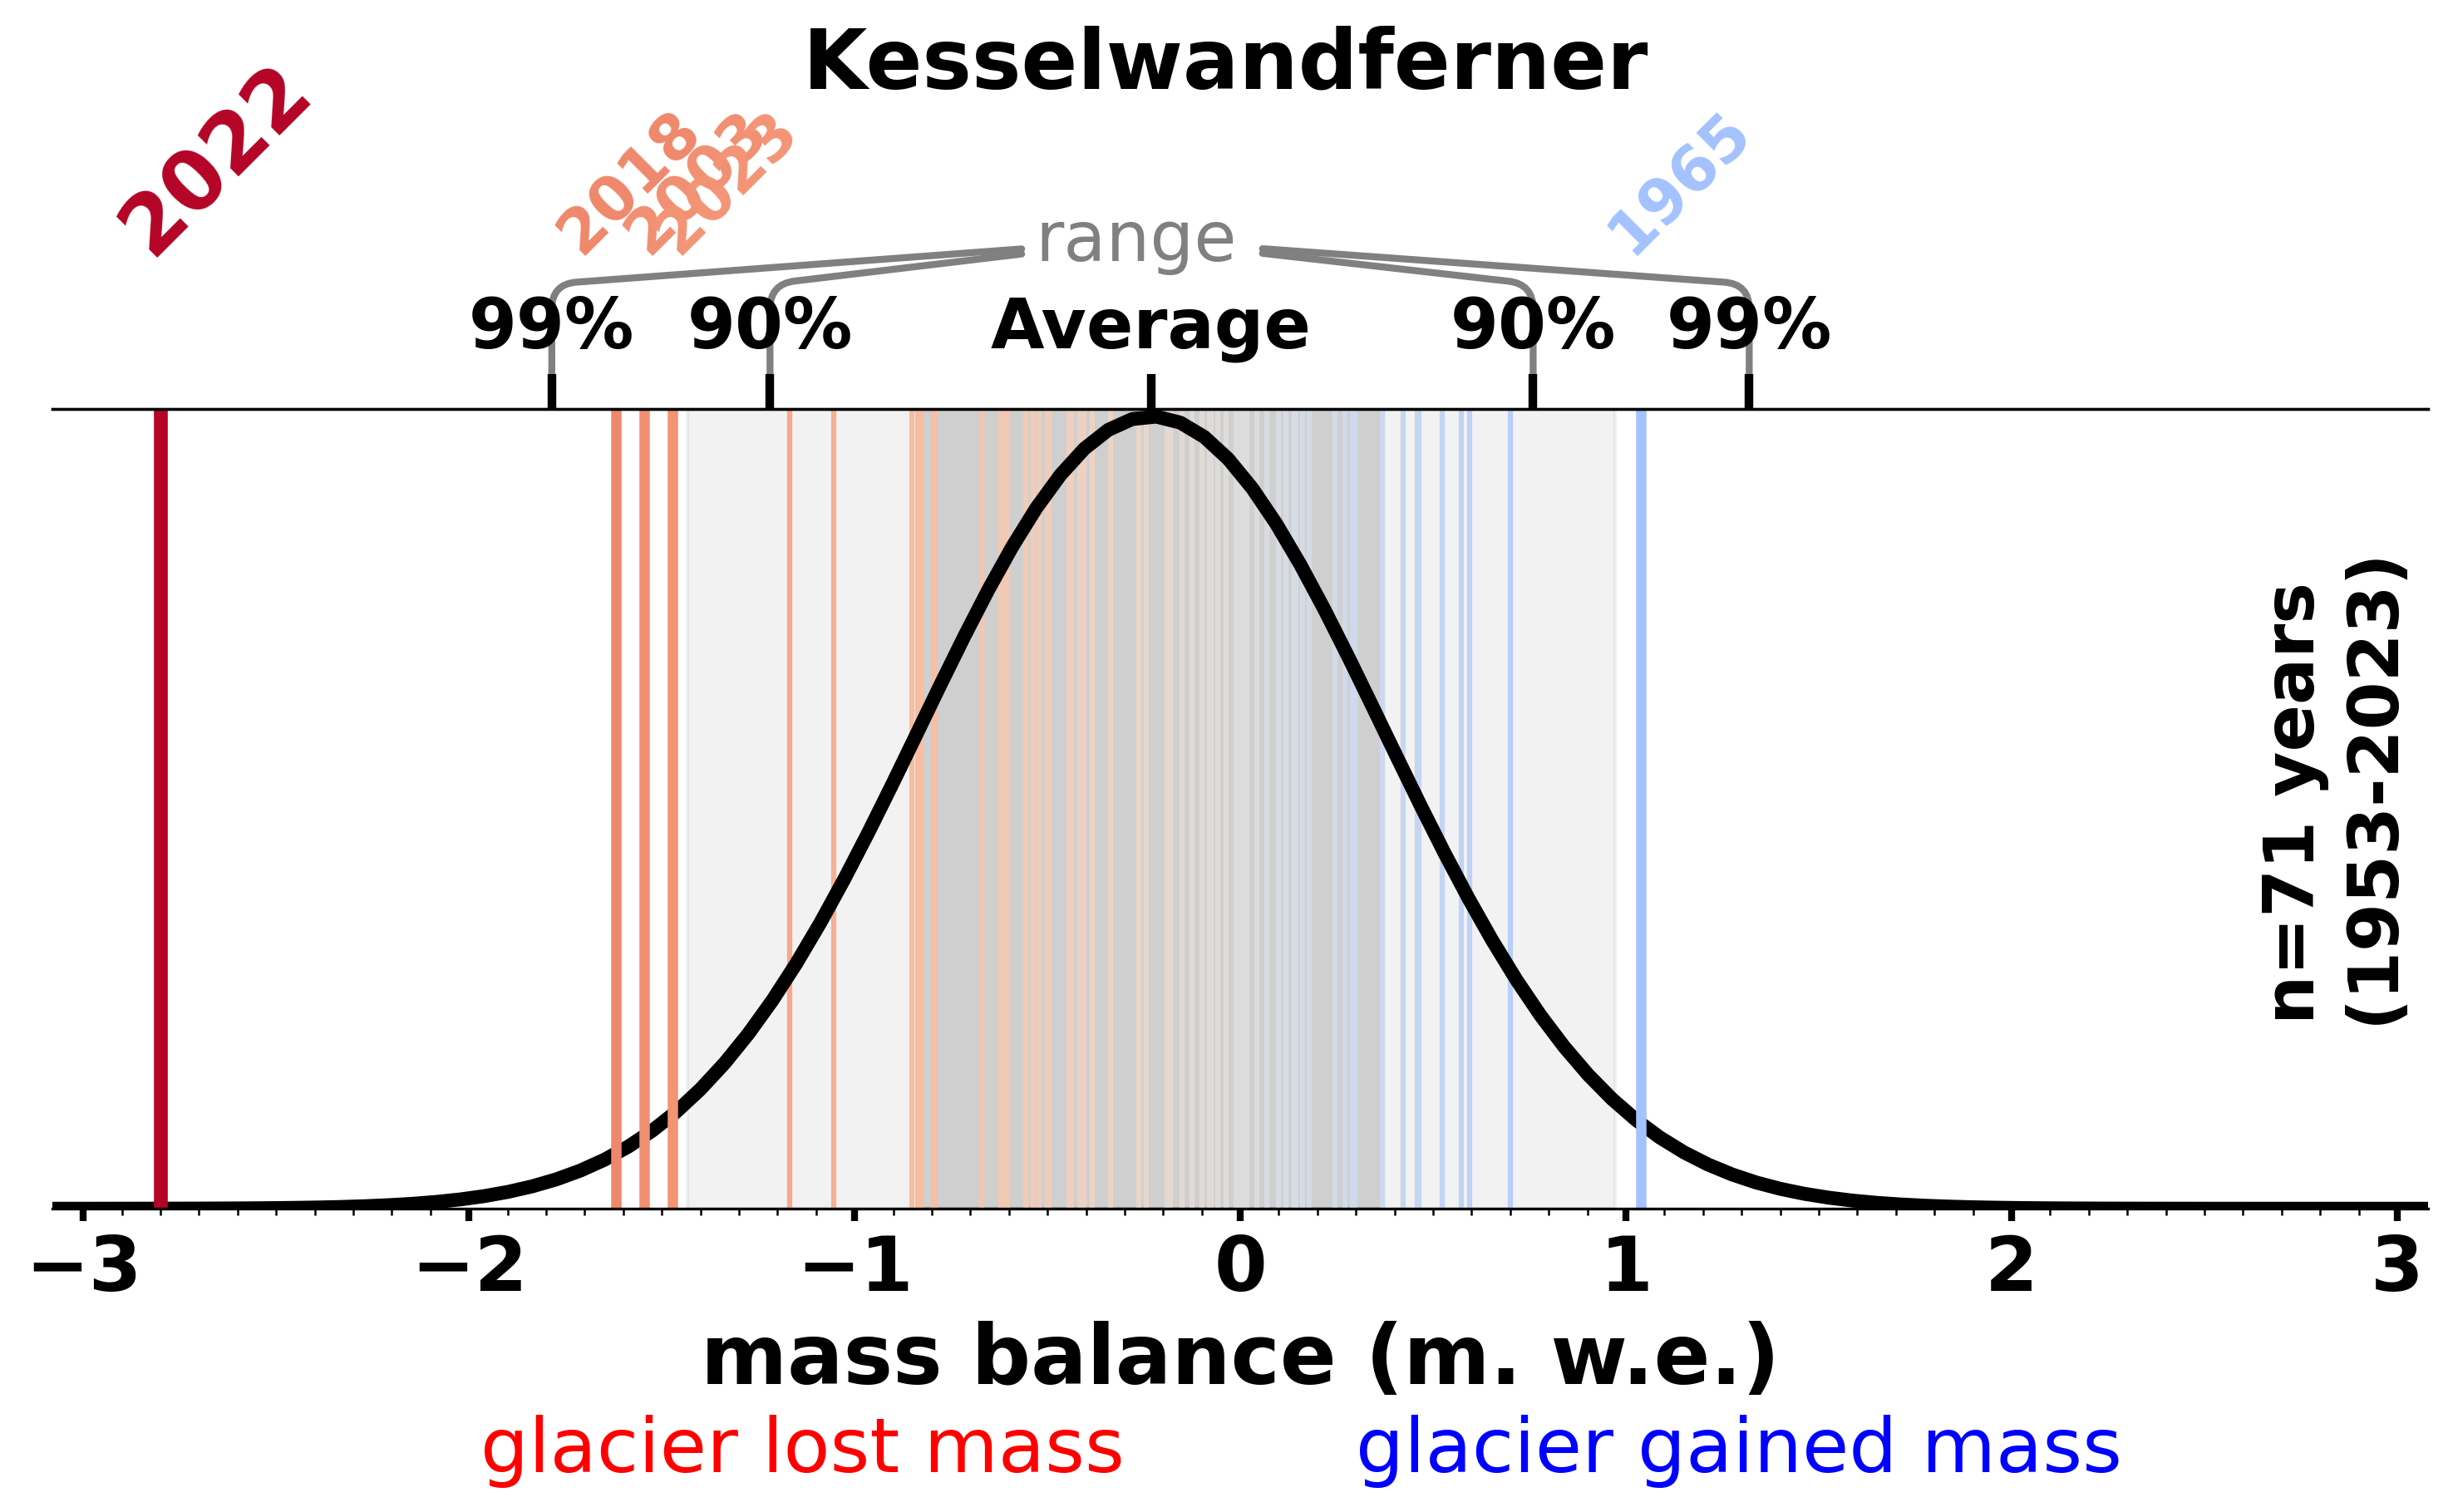 Kesselwandferner
2022
2018
2023
1965
range
99% 90% Average 90% 99%
n=71 years
(1953-2023)
−3 −2 −1 0 1 2 3
mass balance (m. w.e.)
glacier lost mass
glacier gained mass